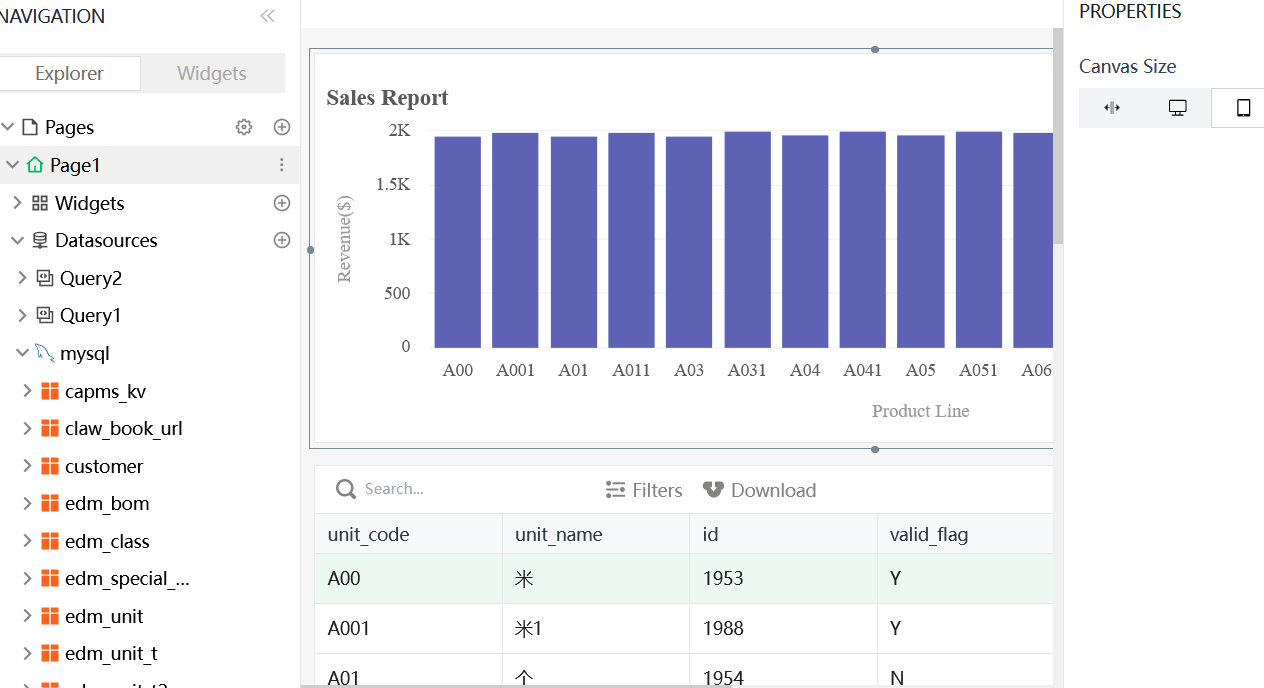 NAVIGATION
Explorer
Widgets
Pages
Page1
Widgets
Datasources
Query2
Query1
mysql
capms_kv
claw_book_url
customer
edm_bom
edm_class
edm_special_...
edm_unit
edm_unit_t
Sales Report
2K
1.5K
1K
500
0
Revenue($)
A00 A001 A01 A011 A03 A031 A04 A041 A05 A051 A06
Product Line
Search...
Filters
Download
unit_code unit_name id valid_flag
A00 米 1953 Y
A001 米1 1988 Y
A01 个 1954 N
PROPERTIES
Canvas Size